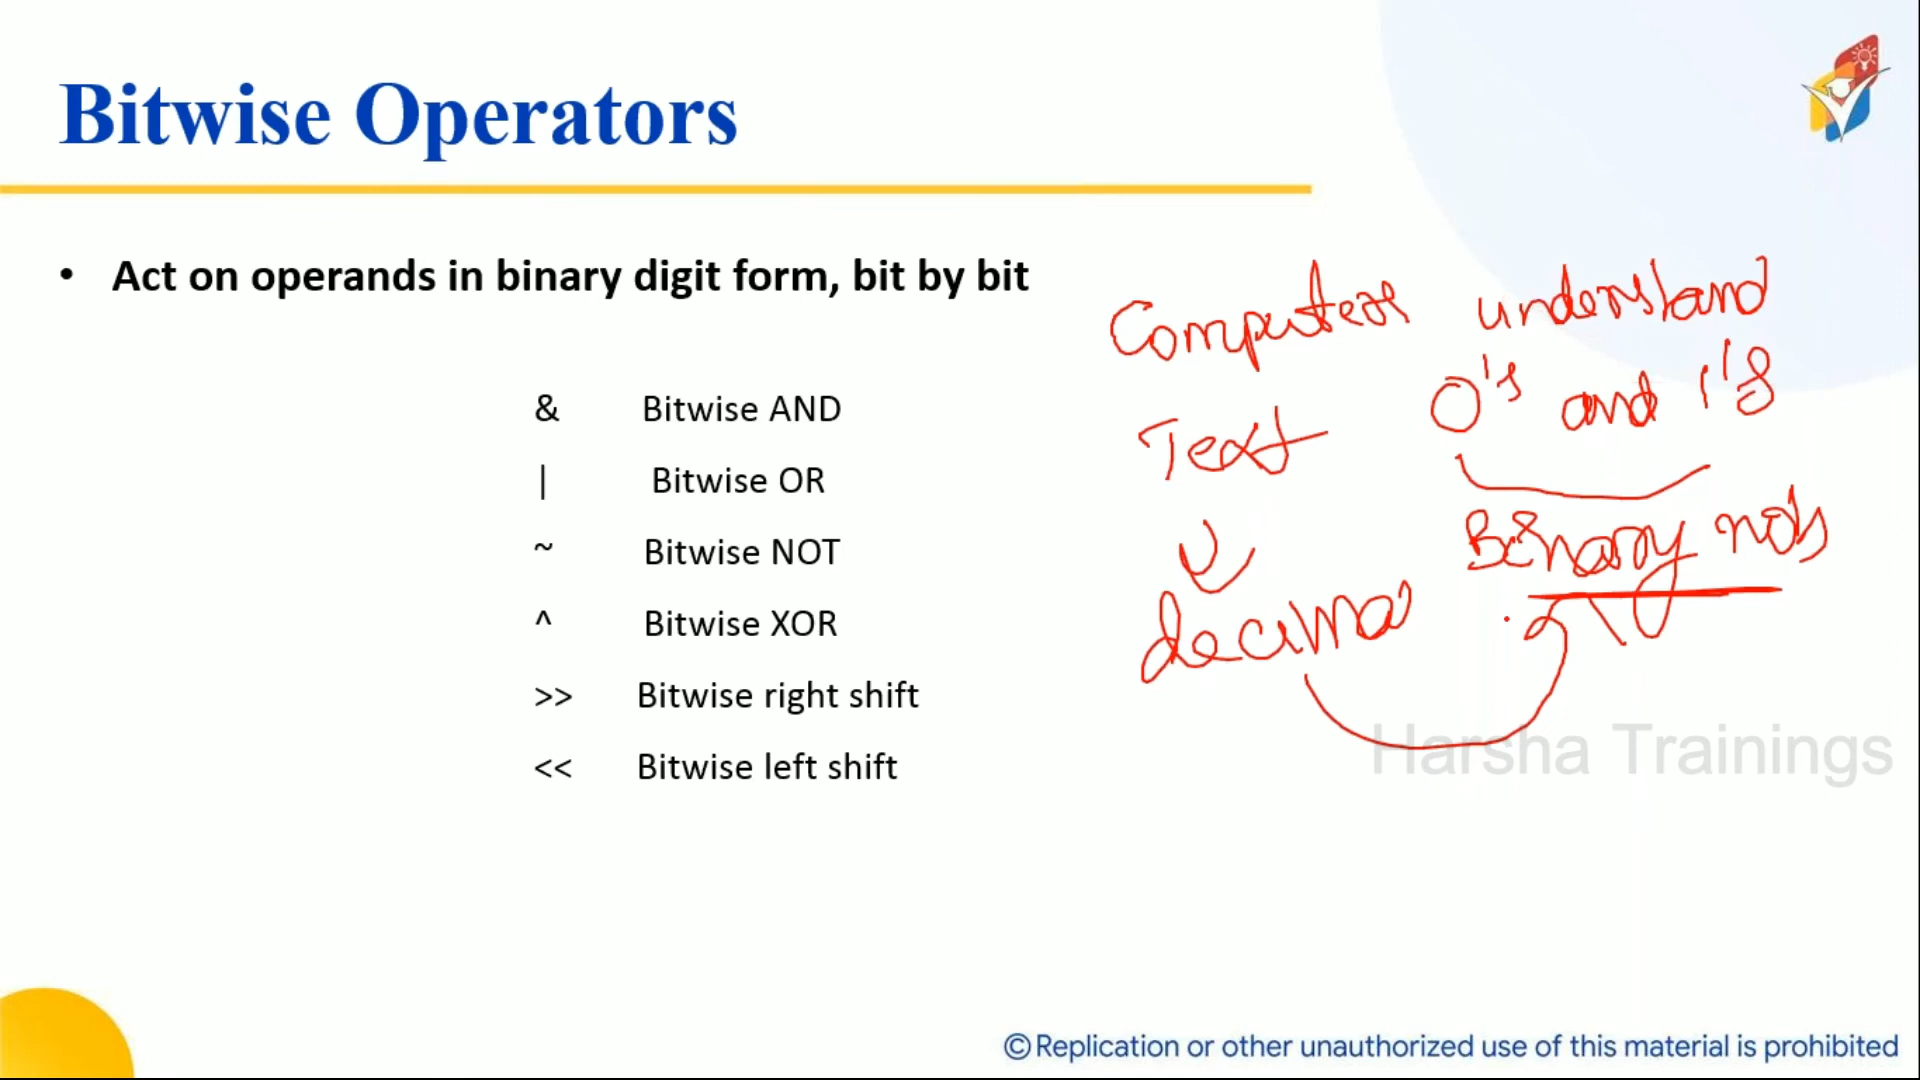 Bitwise Operators
• Act on operands in binary digit form, bit by bit
& Bitwise AND
| Bitwise OR
~ Bitwise NOT
^ Bitwise XOR
>> Bitwise right shift
<< Bitwise left shift
Computers understand
0's and 1's
Text
Binary no's
decimal
Harsha Trainings
© Replication or other unauthorized use of this material is prohibited